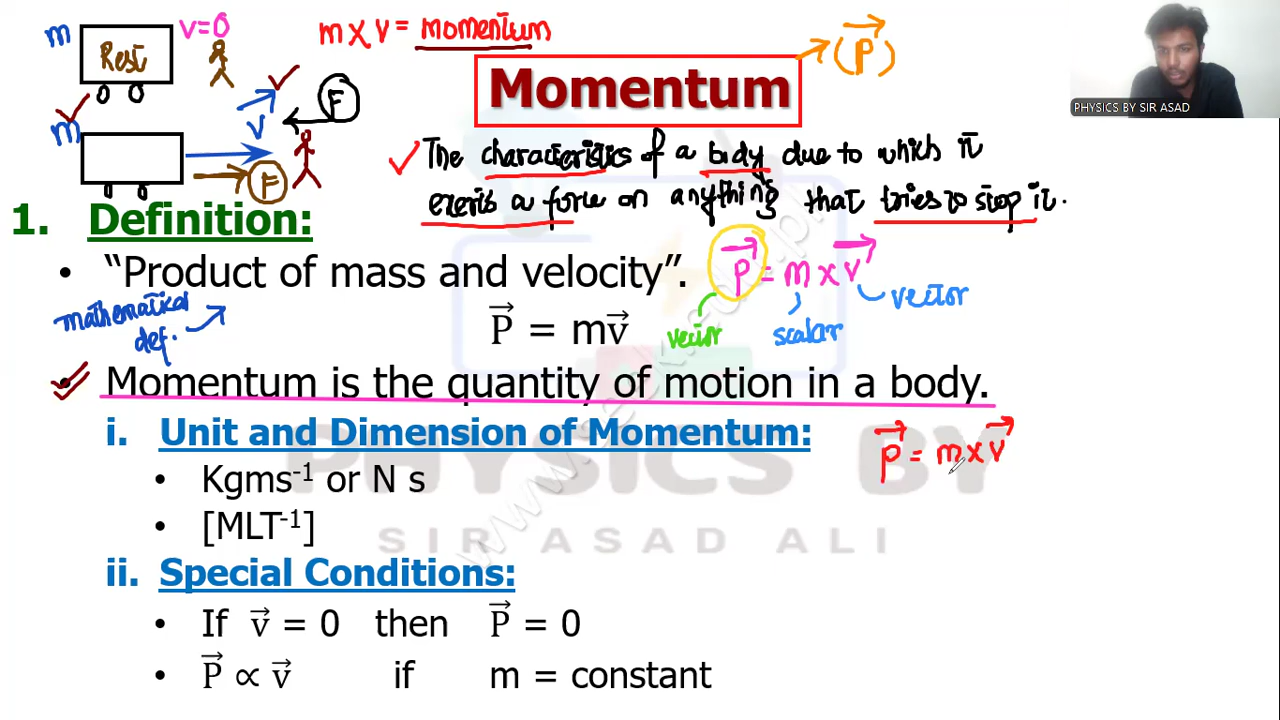 m v=0 m x v = momentum
Rest
(P)
Momentum
PHYSICS BY SIR ASAD
F
v
m
F
The characteristics of a body due to which it
exerts a force on anything that tries to stop it.
1. Definition:
• “Product of mass and velocity”. P = m x v
vector scalar vector
mathematical
def.
P = mv
• Momentum is the quantity of motion in a body.
i. Unit and Dimension of Momentum:
P = m x v
• Kgms-1 or N s
PHYSICS BY
• [MLT-1]
SIR ASAD ALI
ii. Special Conditions:
• If v = 0 then P = 0
• P ∝ v if m = constant